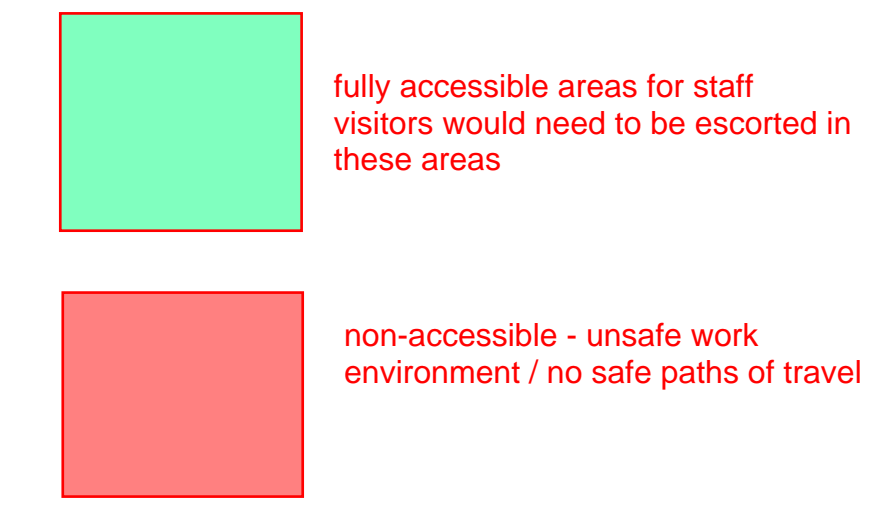 fully accessible areas for staff
visitors would need to be escorted in
these areas
non-accessible - unsafe work
environment / no safe paths of travel